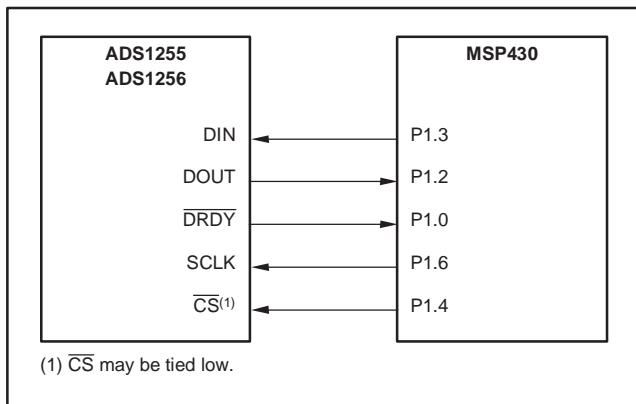 ADS1255
ADS1256
MSP430
DIN P1.3
DOUT P1.2
DRDY P1.0
SCLK P1.6
CS(1) P1.4
(1) CS may be tied low.